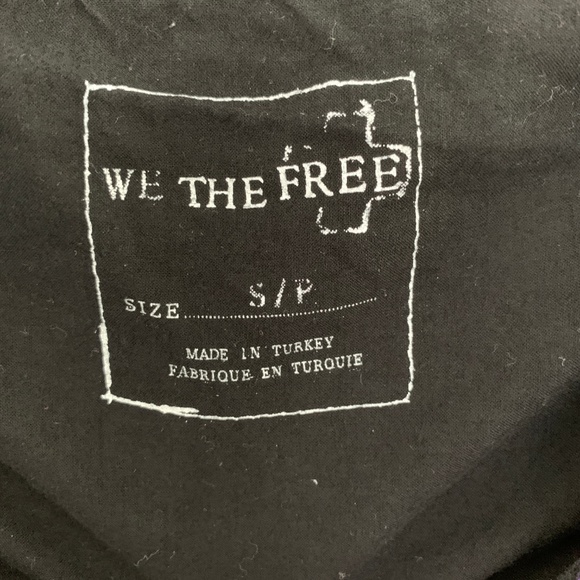 WE THE FREE
SIZE S/P
MADE IN TURKEY
FABRIQUE EN TURQUIE